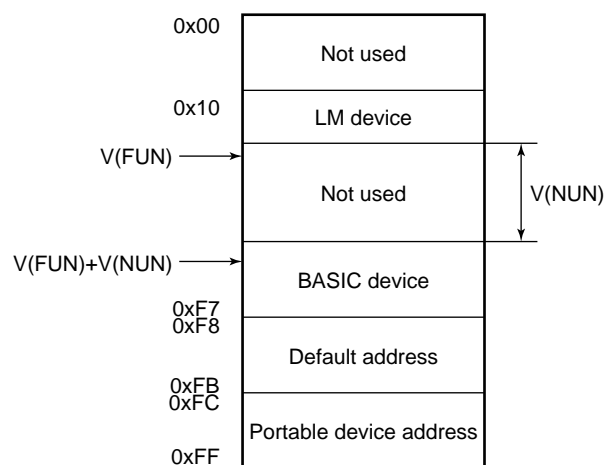 0x00
Not used
0x10
LM device
V(FUN)
Not used
V(NUN)
V(FUN)+V(NUN)
BASIC device
0xF7
0xF8
Default address
0xFB
0xFC
Portable device address
0xFF